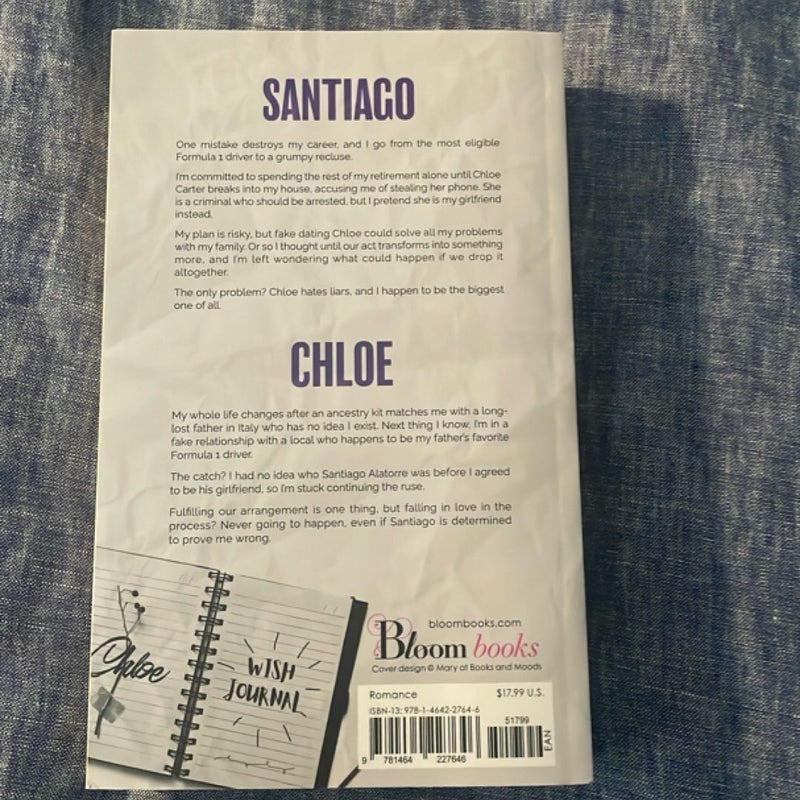 SANTIAGO
One mistake destroys my career, and I go from the most eligible
Formula 1 driver to a grumpy recluse.
I'm committed to spending the rest of my retirement alone until Chloe
Carter breaks into my house, accusing me of stealing her phone. She
is a criminal who should be arrested, but I pretend she is my girlfriend
instead.
My plan is risky, but fake dating Chloe could solve all my problems
with my family. Or so I thought until our act transforms into something
more, and I'm left wondering what could happen if we drop it
altogether.
The only problem? Chloe hates liars, and I happen to be the biggest
one of all.
CHLOE
My whole life changes after an ancestry kit matches me with a long-
lost father in Italy who has no idea I exist. Next thing I know, I'm in a
fake relationship with a local who happens to be my father's favorite
Formula 1 driver.
The catch? I had no idea who Santiago Alatorre was before I agreed
to be his girlfriend, so I'm stuck continuing the ruse.
Fulfilling our arrangement is one thing, but falling in love in the
process? Never going to happen, even if Santiago is determined
to prove me wrong.
Chloe
WISH
JOURNAL
bloombooks.com
Bloom books
Cover design © Mary at Books and Moods
Romance $17.99 U.S.
ISBN-13: 978-1-4642-2764-6
51799
EAN
9 781464 227646